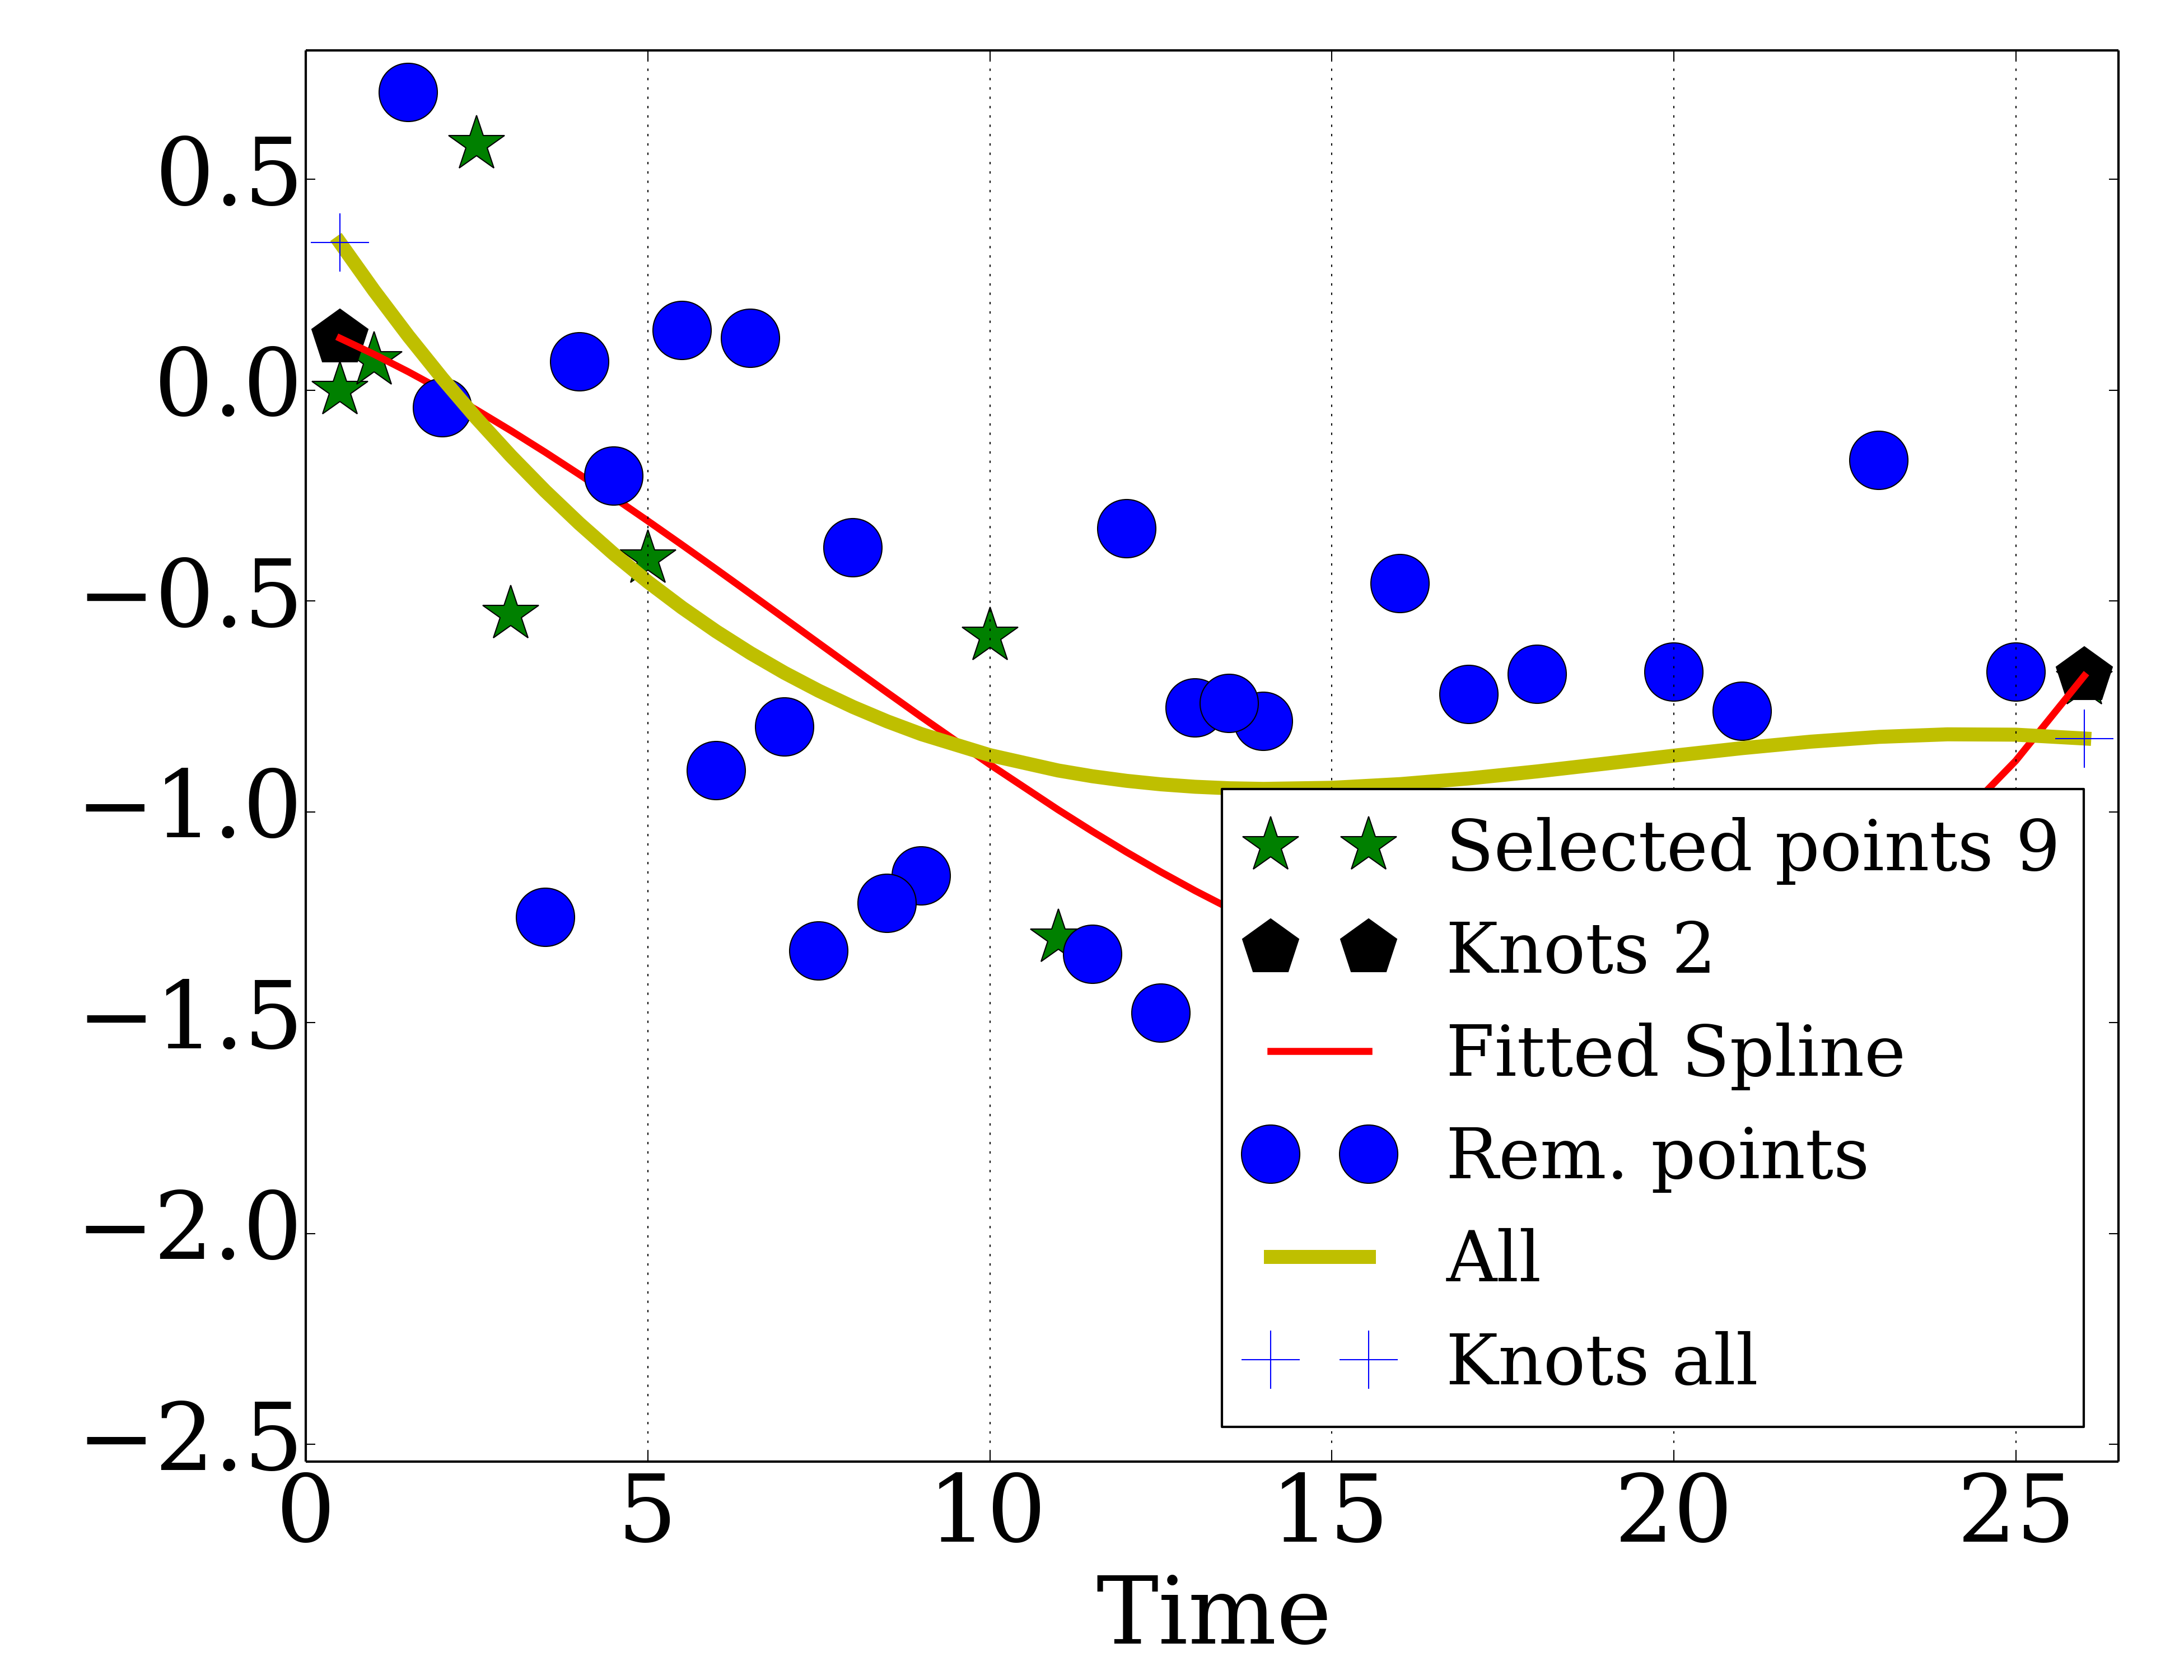 0.5
0.0
−0.5
−1.0
−1.5
−2.0
−2.5
0 5 10 15 20 25
Time
Selected points 9
Knots 2
Fitted Spline
Rem. points
All
Knots all